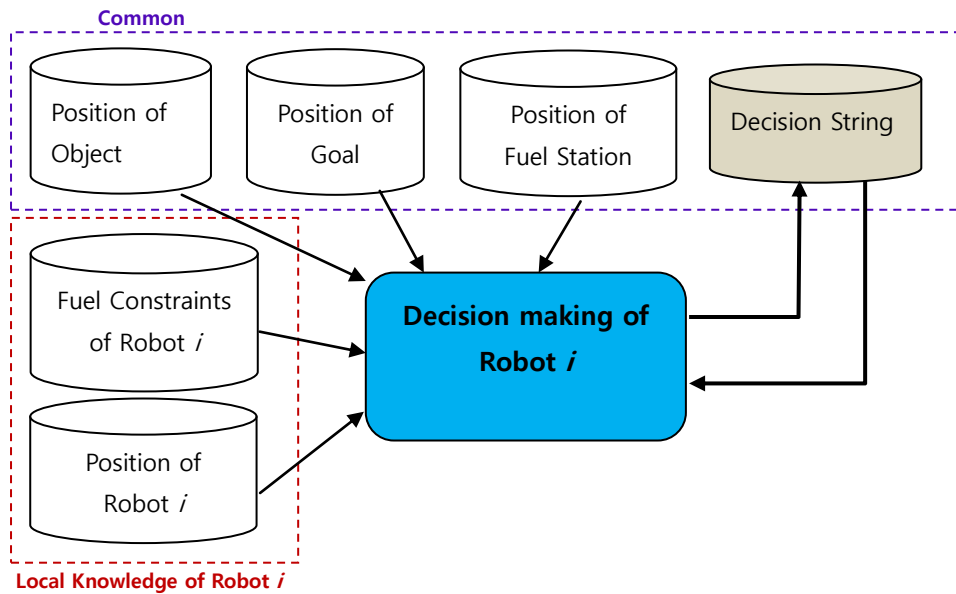 Common
Position of
Object
Position of
Goal
Position of
Fuel Station
Decision String
Fuel Constraints
of Robot i
Decision making of
Robot i
Position of
Robot i
Local Knowledge of Robot i